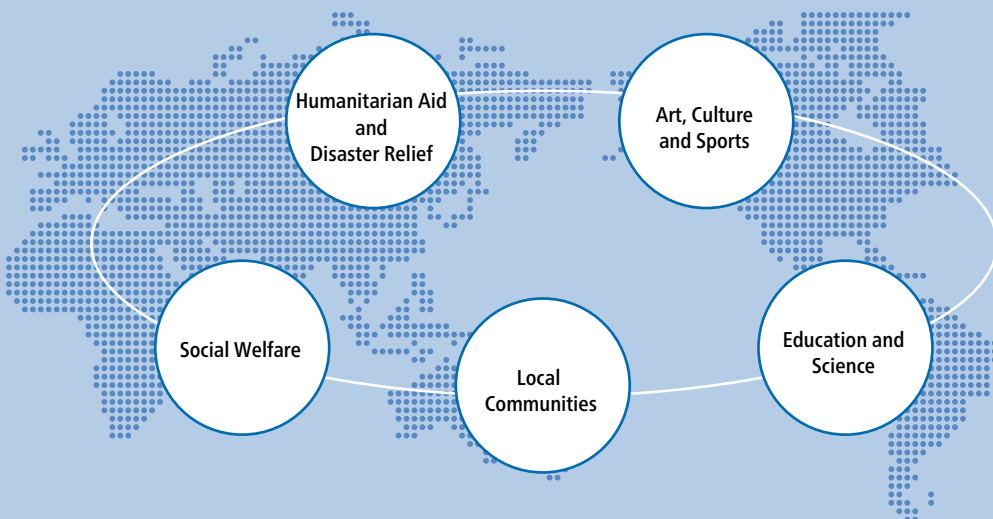 Humanitarian Aid
and
Disaster Relief
Art, Culture
and Sports
Social Welfare
Local
Communities
Education and
Science